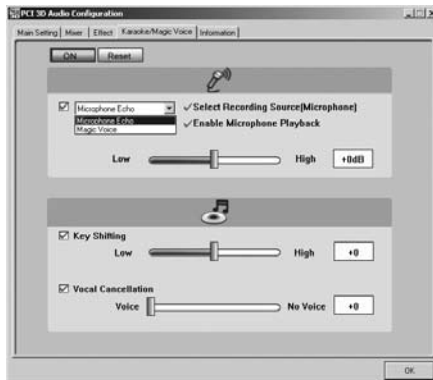 PCI 3D Audio Configuration
Main Setting Mixer Effect Karaoke/Magic Voice Information
ON Reset
Microphone Echo ✓Select Recording Source(Microphone)
Microphone Echo ✓Enable Microphone Playback
Magic Voice
Low High +0dB
Key Shifting
Low High +0
Vocal Cancellation
Voice No Voice +0
OK